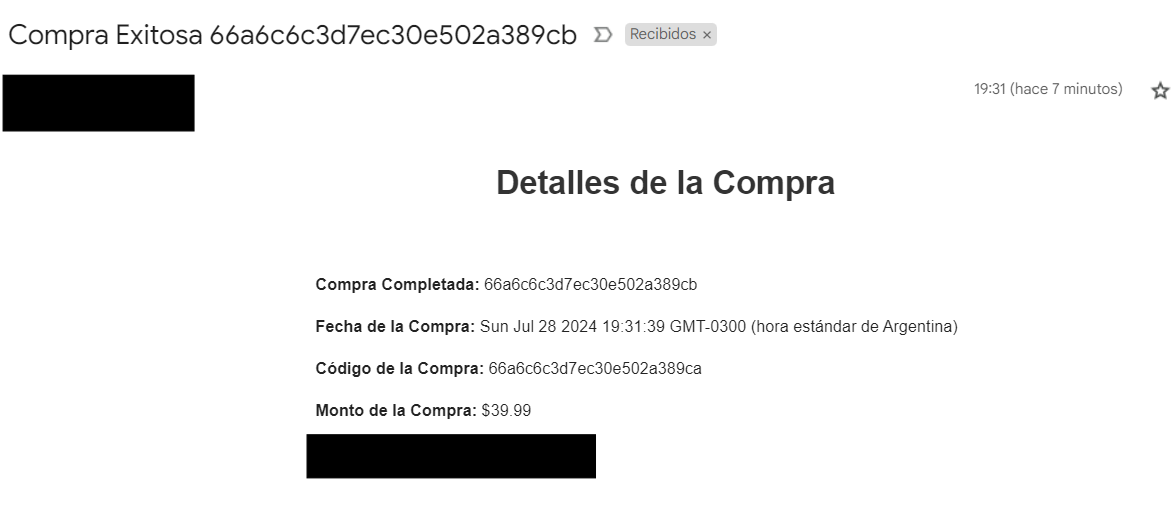 Compra Exitosa 66a6c6c3d7ec30e502a389cb Recibidos ×
19:31 (hace 7 minutos)
Detalles de la Compra
Compra Completada: 66a6c6c3d7ec30e502a389cb
Fecha de la Compra: Sun Jul 28 2024 19:31:39 GMT-0300 (hora estándar de Argentina)
Código de la Compra: 66a6c6c3d7ec30e502a389ca
Monto de la Compra: $39.99